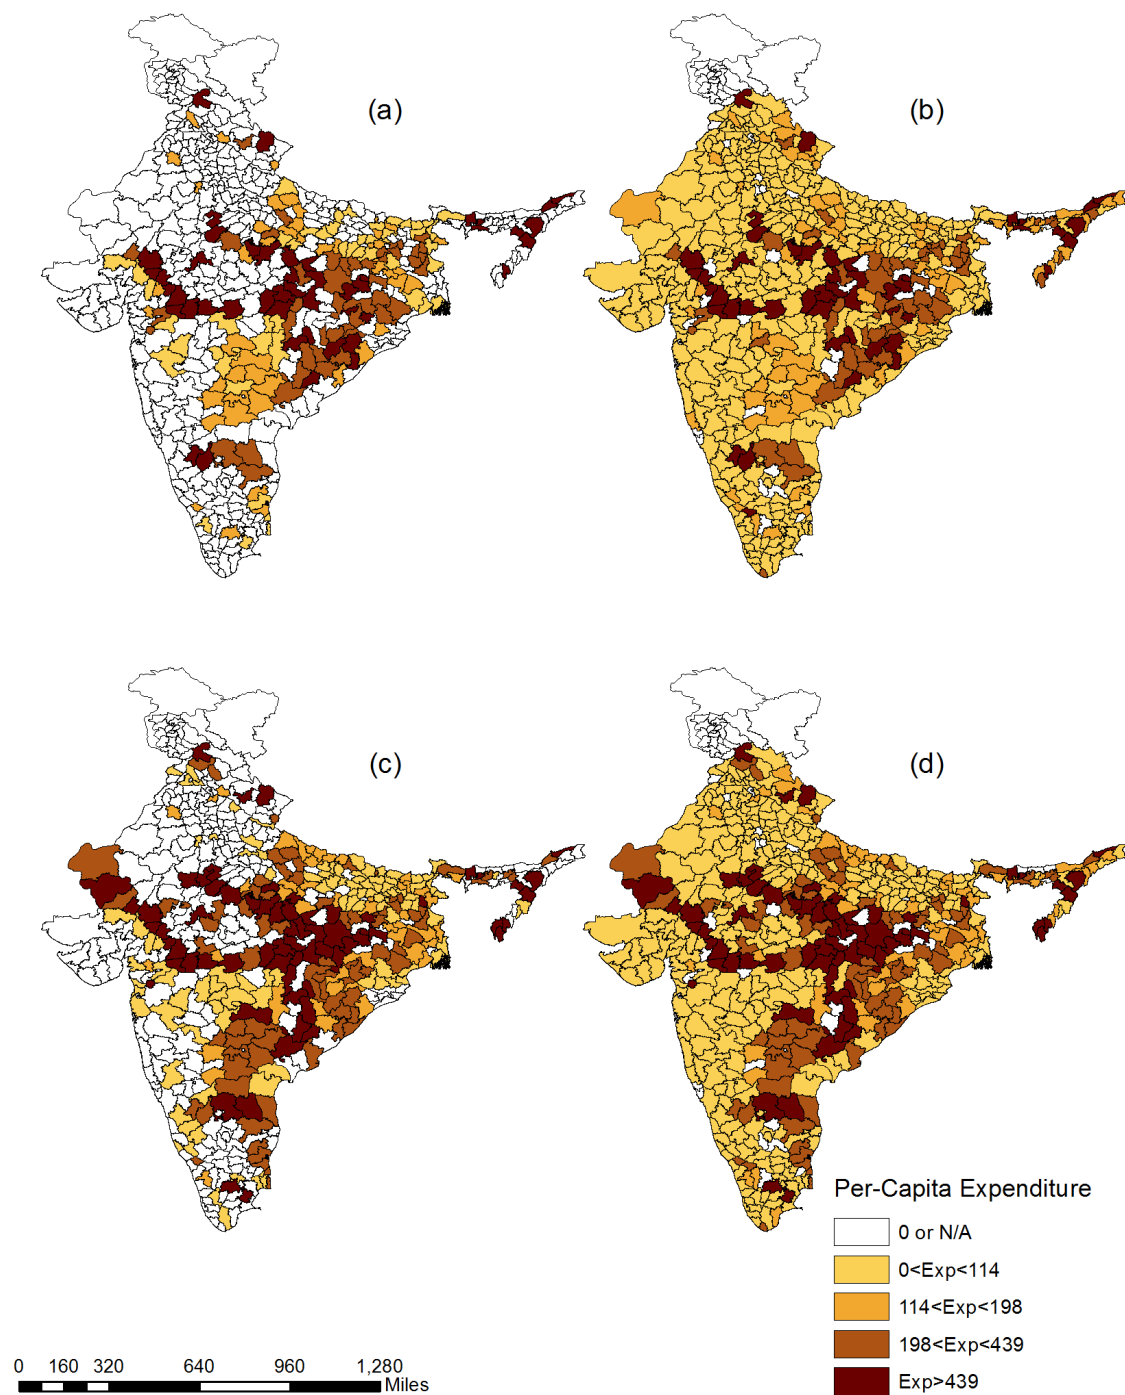 (a)
(b)
(c)
(d)
Per-Capita Expenditure
0 or N/A
0<Exp<114
114<Exp<198
198<Exp<439
Exp>439
0 160 320 640 960 1,280
Miles